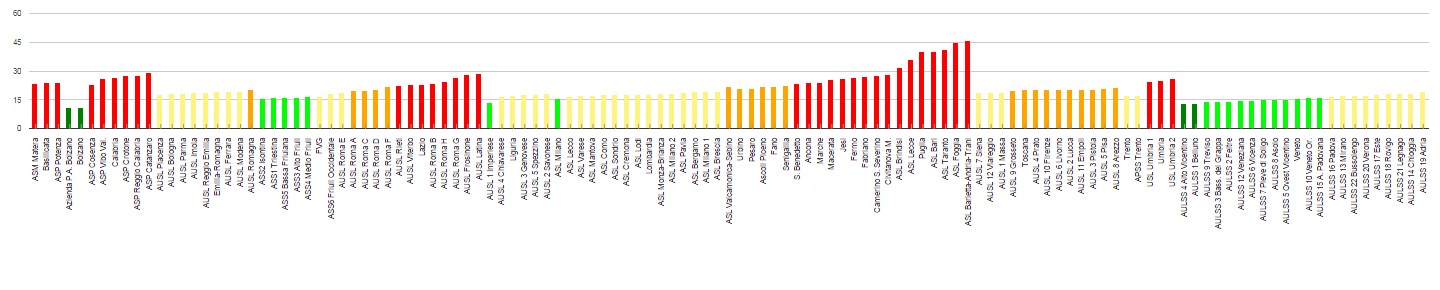 60
45
30
15
0
ASM Matera
Basilicata
ASP Potenza
Azienda P.A. Bolzano
Bolzano
ASP Cosenza
ASP Vibo Val.
Calabria
ASP Crotone
ASP Reggio Calabria
ASP Catanzaro
AUSL Piacenza
AUSL Bologna
AUSL Parma
AUSL Imola
AUSL Reggio Emilia
Emilia-Romagna
AUSL Ferrara
AUSL Modena
AUSL Romagna
ASS2 Isontina
ASS1 Triestina
ASS5 Bassa Friulana
ASS3 Alto Friuli
ASS4 Medio Friuli
FVG
ASS6 Friuli Occidentale
AUSL Roma E
AUSL Roma A
AUSL Roma C
AUSL Roma D
AUSL Roma F
AUSL Rieti
AUSL Viterbo
Lazio
AUSL Roma B
AUSL Roma H
AUSL Roma G
AUSL Frosinone
AUSL Latina
AUSL 1 Imperiese
AUSL 4 Chiavarese
Liguria
AUSL 3 Genovese
AUSL 5 Spezzino
AUSL 2 Savonese
ASL Milano
ASL Lecco
ASL Varese
ASL Mantova
ASL Como
ASL Sondrio
ASL Cremona
ASL Lodi
Lombardia
ASL Monza-Brianza
ASL Milano 2
ASL Pavia
ASL Bergamo
ASL Milano 1
ASL Brescia
ASL Valcamonica-Sebino
Urbino
Pesaro
Ascoli Piceno
Fano
Senigallia
S. Benedetto
Ancona
Marche
Macerata
Jesi
Fermo
Fabriano
Camerino S. Severino
Civitanova M.
ASL Brindisi
ASL Lecce
Puglia
ASL Bari
ASL Taranto
ASL Foggia
ASL Barletta-Andria-Trani
AUSL 7 Siena
AUSL 12 Viareggio
AUSL 1 Massa
AUSL 9 Grosseto
Toscana
AUSL 4 Prato
AUSL 10 Firenze
AUSL 6 Livorno
AUSL 2 Lucca
AUSL 11 Empoli
AUSL 3 Pistoia
AUSL 5 Pisa
AUSL 8 Arezzo
Trento
APSS Trento
USL Umbria 1
Umbria
USL Umbria 2
AULSS 4 Alto Vicentino
AULSS 1 Belluno
AULSS 9 Treviso
AULSS 3 Bass. del Grappa
AULSS 2 Feltre
AULSS 12 Veneziana
AULSS 6 Vicenza
AULSS 7 Pieve di Soligo
AULSS 8 Asolo
AULSS 5 Ovest Vicentino
Veneto
AULSS 10 Veneto Or.
AULSS 15 A. Padovana
AULSS 16 Padova
AULSS 13 Mirano
AULSS 22 Bussolengo
AULSS 20 Verona
AULSS 17 Este
AULSS 18 Rovigo
AULSS 21 Legnago
AULSS 14 Chioggia
AULSS 19 Adria